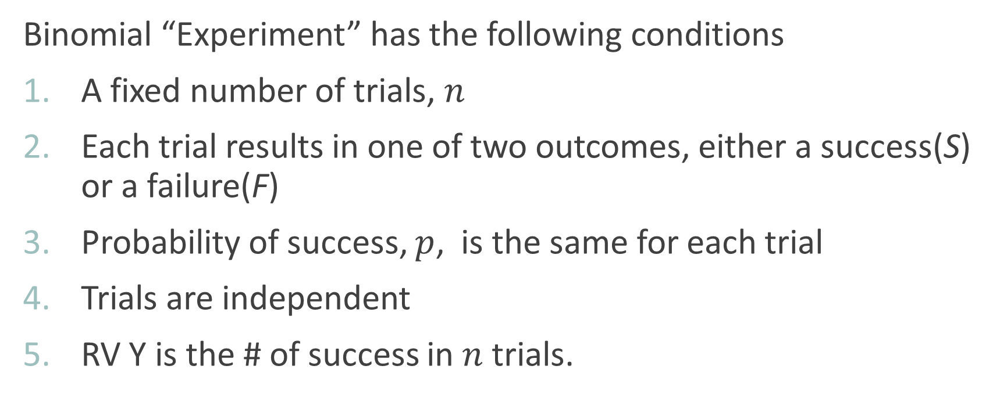 Binomial “Experiment” has the following conditions
1. A fixed number of trials, n
2. Each trial results in one of two outcomes, either a success(S)
or a failure(F)
3. Probability of success, p, is the same for each trial
4. Trials are independent
5. RV Y is the # of success in n trials.